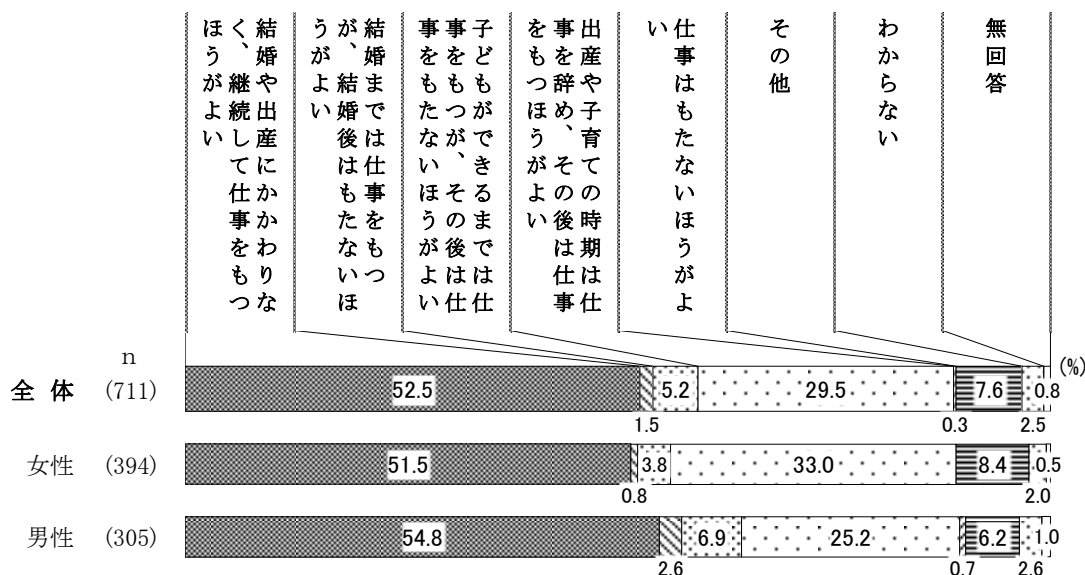 結婚や出産にかかわりな
く、継続して仕事をもつ
ほうがよい
結婚までは仕事をもつ
が、結婚後はもたないほ
うがよい
子どもができるまでは仕
事をもつが、その後は仕
事をもたないほうがよい
出産や子育ての時期は仕
事を辞め、その後は仕事
をもつほうがよい
仕事はもたないほうがよ
い
その他
わからない
無回答
n
(%)
全 体 (711) 52.5 5.2 29.5 7.6 0.8
1.5 0.3 2.5
女性 (394) 51.5 3.8 33.0 8.4 0.5
0.8 2.0
男性 (305) 54.8 6.9 25.2 6.2 1.0
2.6 0.7 2.6